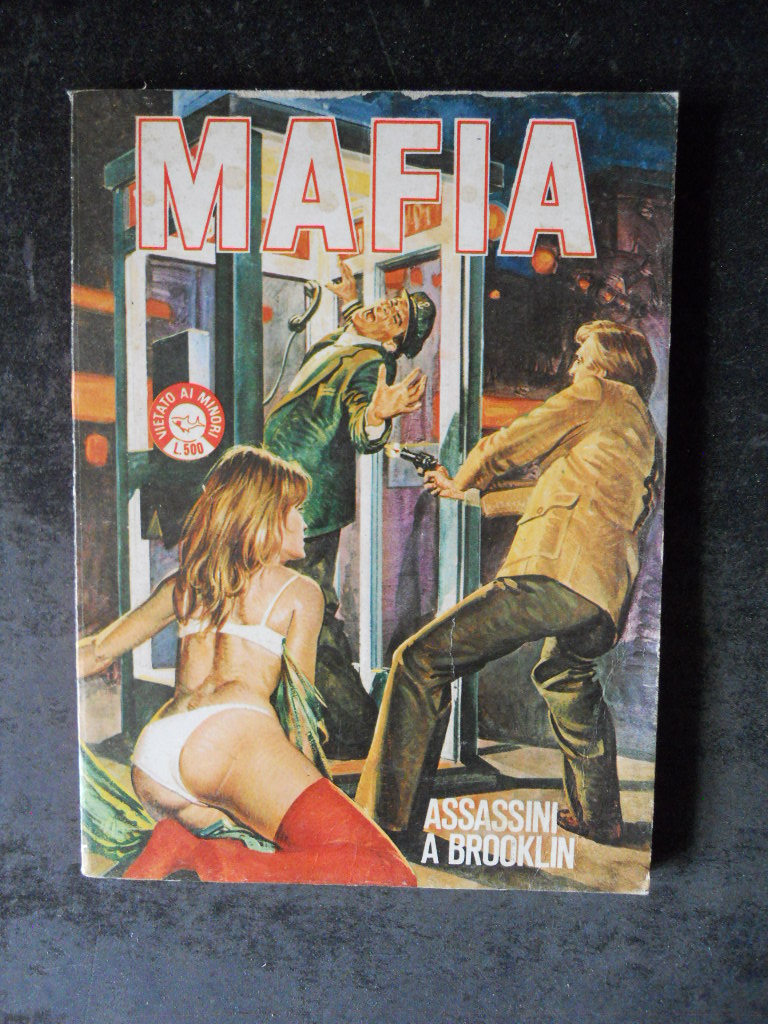 MAFIA
VIETATO AI MINORI
L.500
ASSASSINI
A BROOKLIN